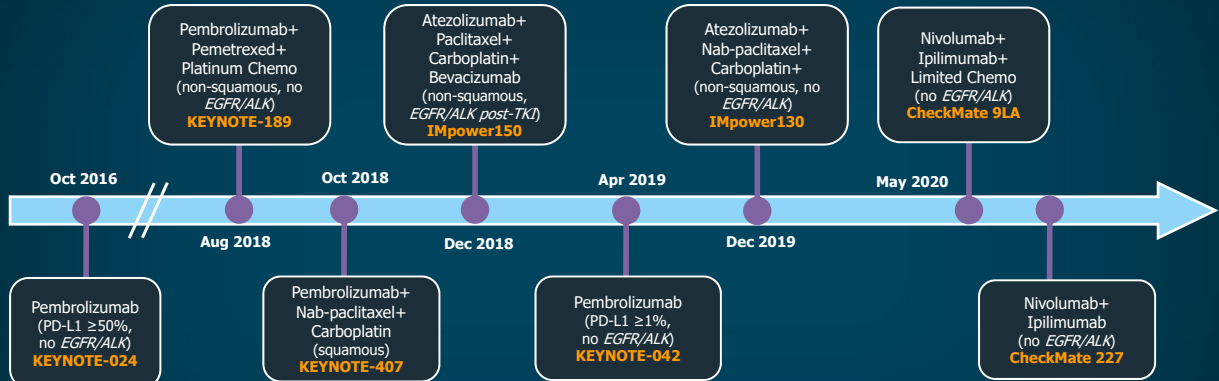 Pembrolizumab+
Pemetrexed+
Platinum Chemo
(non-squamous, no
EGFR/ALK)
KEYNOTE-189
Atezolizumab+
Paclitaxel+
Carboplatin+
Bevacizumab
(non-squamous,
EGFR/ALK post-TKI)
IMpower150
Atezolizumab+
Nab-paclitaxel+
Carboplatin+
(non-squamous, no
EGFR/ALK)
IMpower130
Nivolumab+
Ipilimumab+
Limited Chemo
(no EGFR/ALK)
CheckMate 9LA
Oct 2016
Aug 2018
Oct 2018
Dec 2018
Apr 2019
Dec 2019
May 2020
Pembrolizumab
(PD-L1 ≥50%,
no EGFR/ALK)
KEYNOTE-024
Pembrolizumab+
Nab-paclitaxel+
Carboplatin
(squamous)
KEYNOTE-407
Pembrolizumab
(PD-L1 ≥1%,
no EGFR/ALK)
KEYNOTE-042
Nivolumab+
Ipilimumab
(no EGFR/ALK)
CheckMate 227